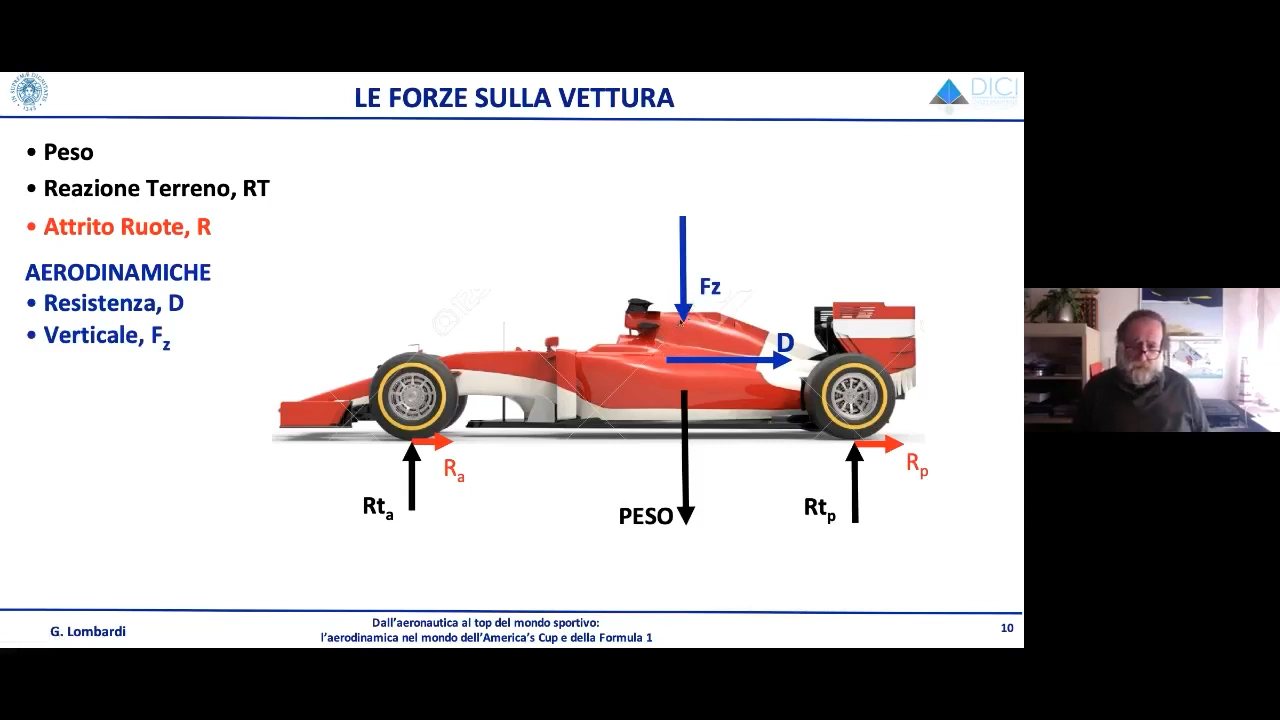 LE FORZE SULLA VETTURA
DICI
• Peso
• Reazione Terreno, RT
• Attrito Ruote, R
AERODINAMICHE
• Resistenza, D
• Verticale, Fz
Fz
D
Ra
Rp
Rta
PESO
Rtp
G. Lombardi
Dall'aeronautica al top del mondo sportivo:
l'aerodinamica nel mondo dell'America's Cup e della Formula 1
10